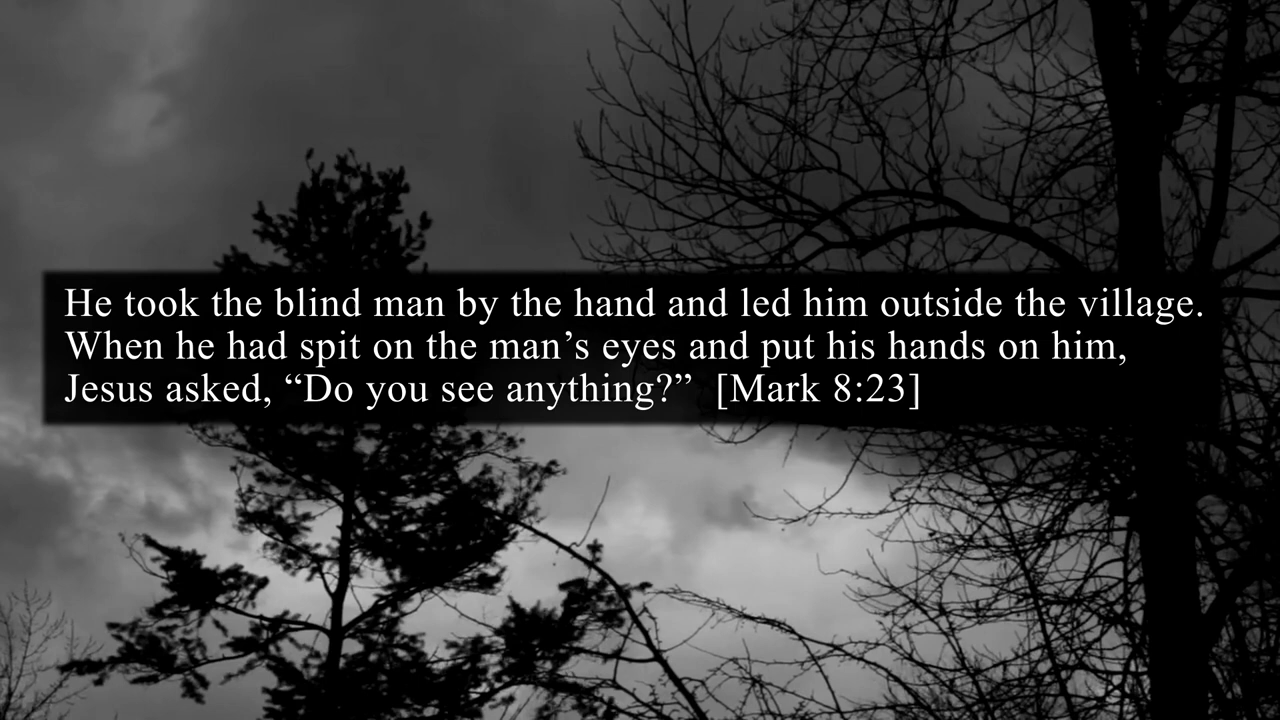 He took the blind man by the hand and led him outside the village.
When he had spit on the man’s eyes and put his hands on him,
Jesus asked, “Do you see anything?”  [Mark 8:23]